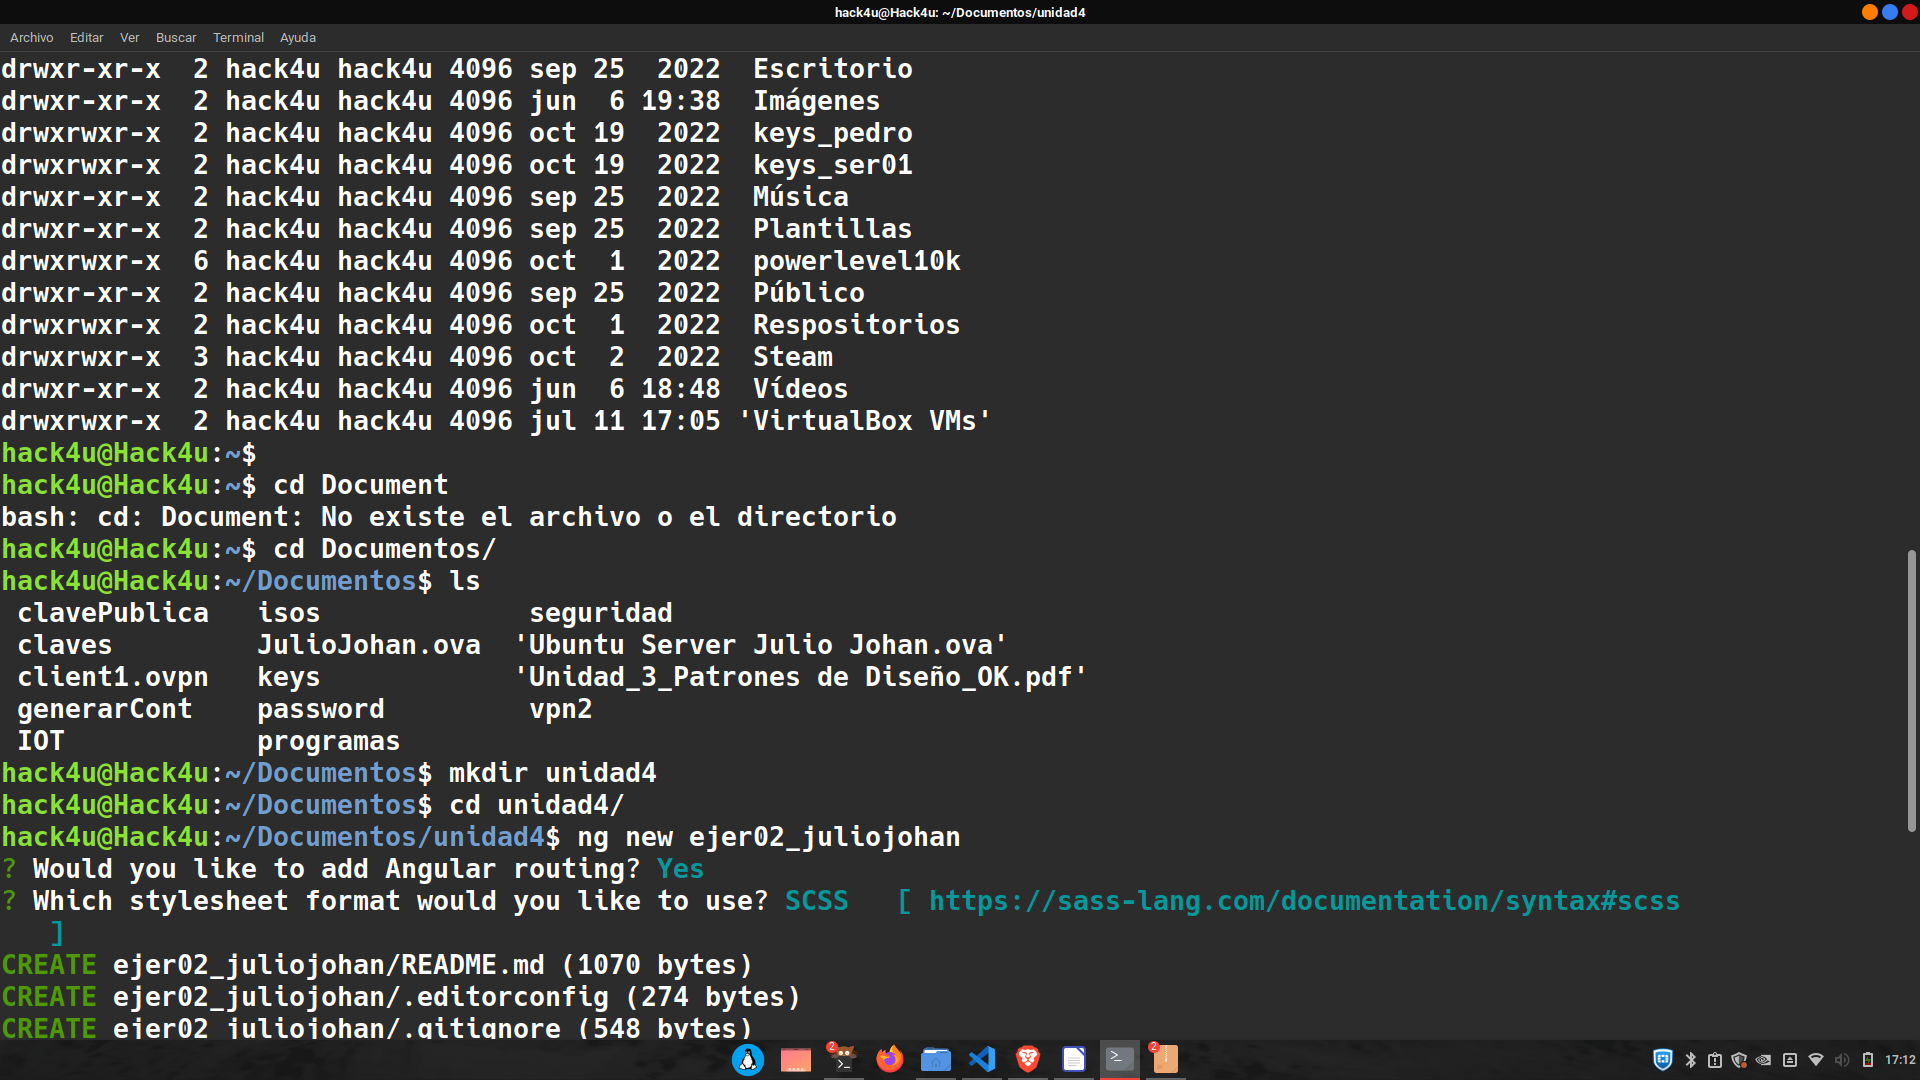 hack4u@Hack4u: ~/Documentos/unidad4
Archivo Editar Ver Buscar Terminal Ayuda
drwxr-xr-x  2 hack4u hack4u 4096 sep 25  2022  Escritorio
drwxr-xr-x  2 hack4u hack4u 4096 jun  6 19:38  Imágenes
drwxrwxr-x  2 hack4u hack4u 4096 oct 19  2022  keys_pedro
drwxrwxr-x  2 hack4u hack4u 4096 oct 19  2022  keys_ser01
drwxr-xr-x  2 hack4u hack4u 4096 sep 25  2022  Música
drwxr-xr-x  2 hack4u hack4u 4096 sep 25  2022  Plantillas
drwxrwxr-x  6 hack4u hack4u 4096 oct  1  2022  powerlevel10k
drwxr-xr-x  2 hack4u hack4u 4096 sep 25  2022  Público
drwxrwxr-x  2 hack4u hack4u 4096 oct  1  2022  Respositorios
drwxrwxr-x  3 hack4u hack4u 4096 oct  2  2022  Steam
drwxr-xr-x  2 hack4u hack4u 4096 jun  6 18:48  Vídeos
drwxrwxr-x  2 hack4u hack4u 4096 jul 11 17:05 'VirtualBox VMs'
hack4u@Hack4u:~$
hack4u@Hack4u:~$ cd Document
bash: cd: Document: No existe el archivo o el directorio
hack4u@Hack4u:~$ cd Documentos/
hack4u@Hack4u:~/Documentos$ ls
clavePublica   isos             seguridad
claves         JulioJohan.ova  'Ubuntu Server Julio Johan.ova'
client1.ovpn   keys            'Unidad_3_Patrones de Diseño_OK.pdf'
generarCont    password         vpn2
IOT            programas
hack4u@Hack4u:~/Documentos$ mkdir unidad4
hack4u@Hack4u:~/Documentos$ cd unidad4/
hack4u@Hack4u:~/Documentos/unidad4$ ng new ejer02_juliojohan
? Would you like to add Angular routing? Yes
? Which stylesheet format would you like to use? SCSS   [ https://sass-lang.com/documentation/syntax#scss
]
CREATE ejer02_juliojohan/README.md (1070 bytes)
CREATE ejer02_juliojohan/.editorconfig (274 bytes)
CREATE ejer02_juliojohan/.gitignore (548 bytes)
2 2 17:12